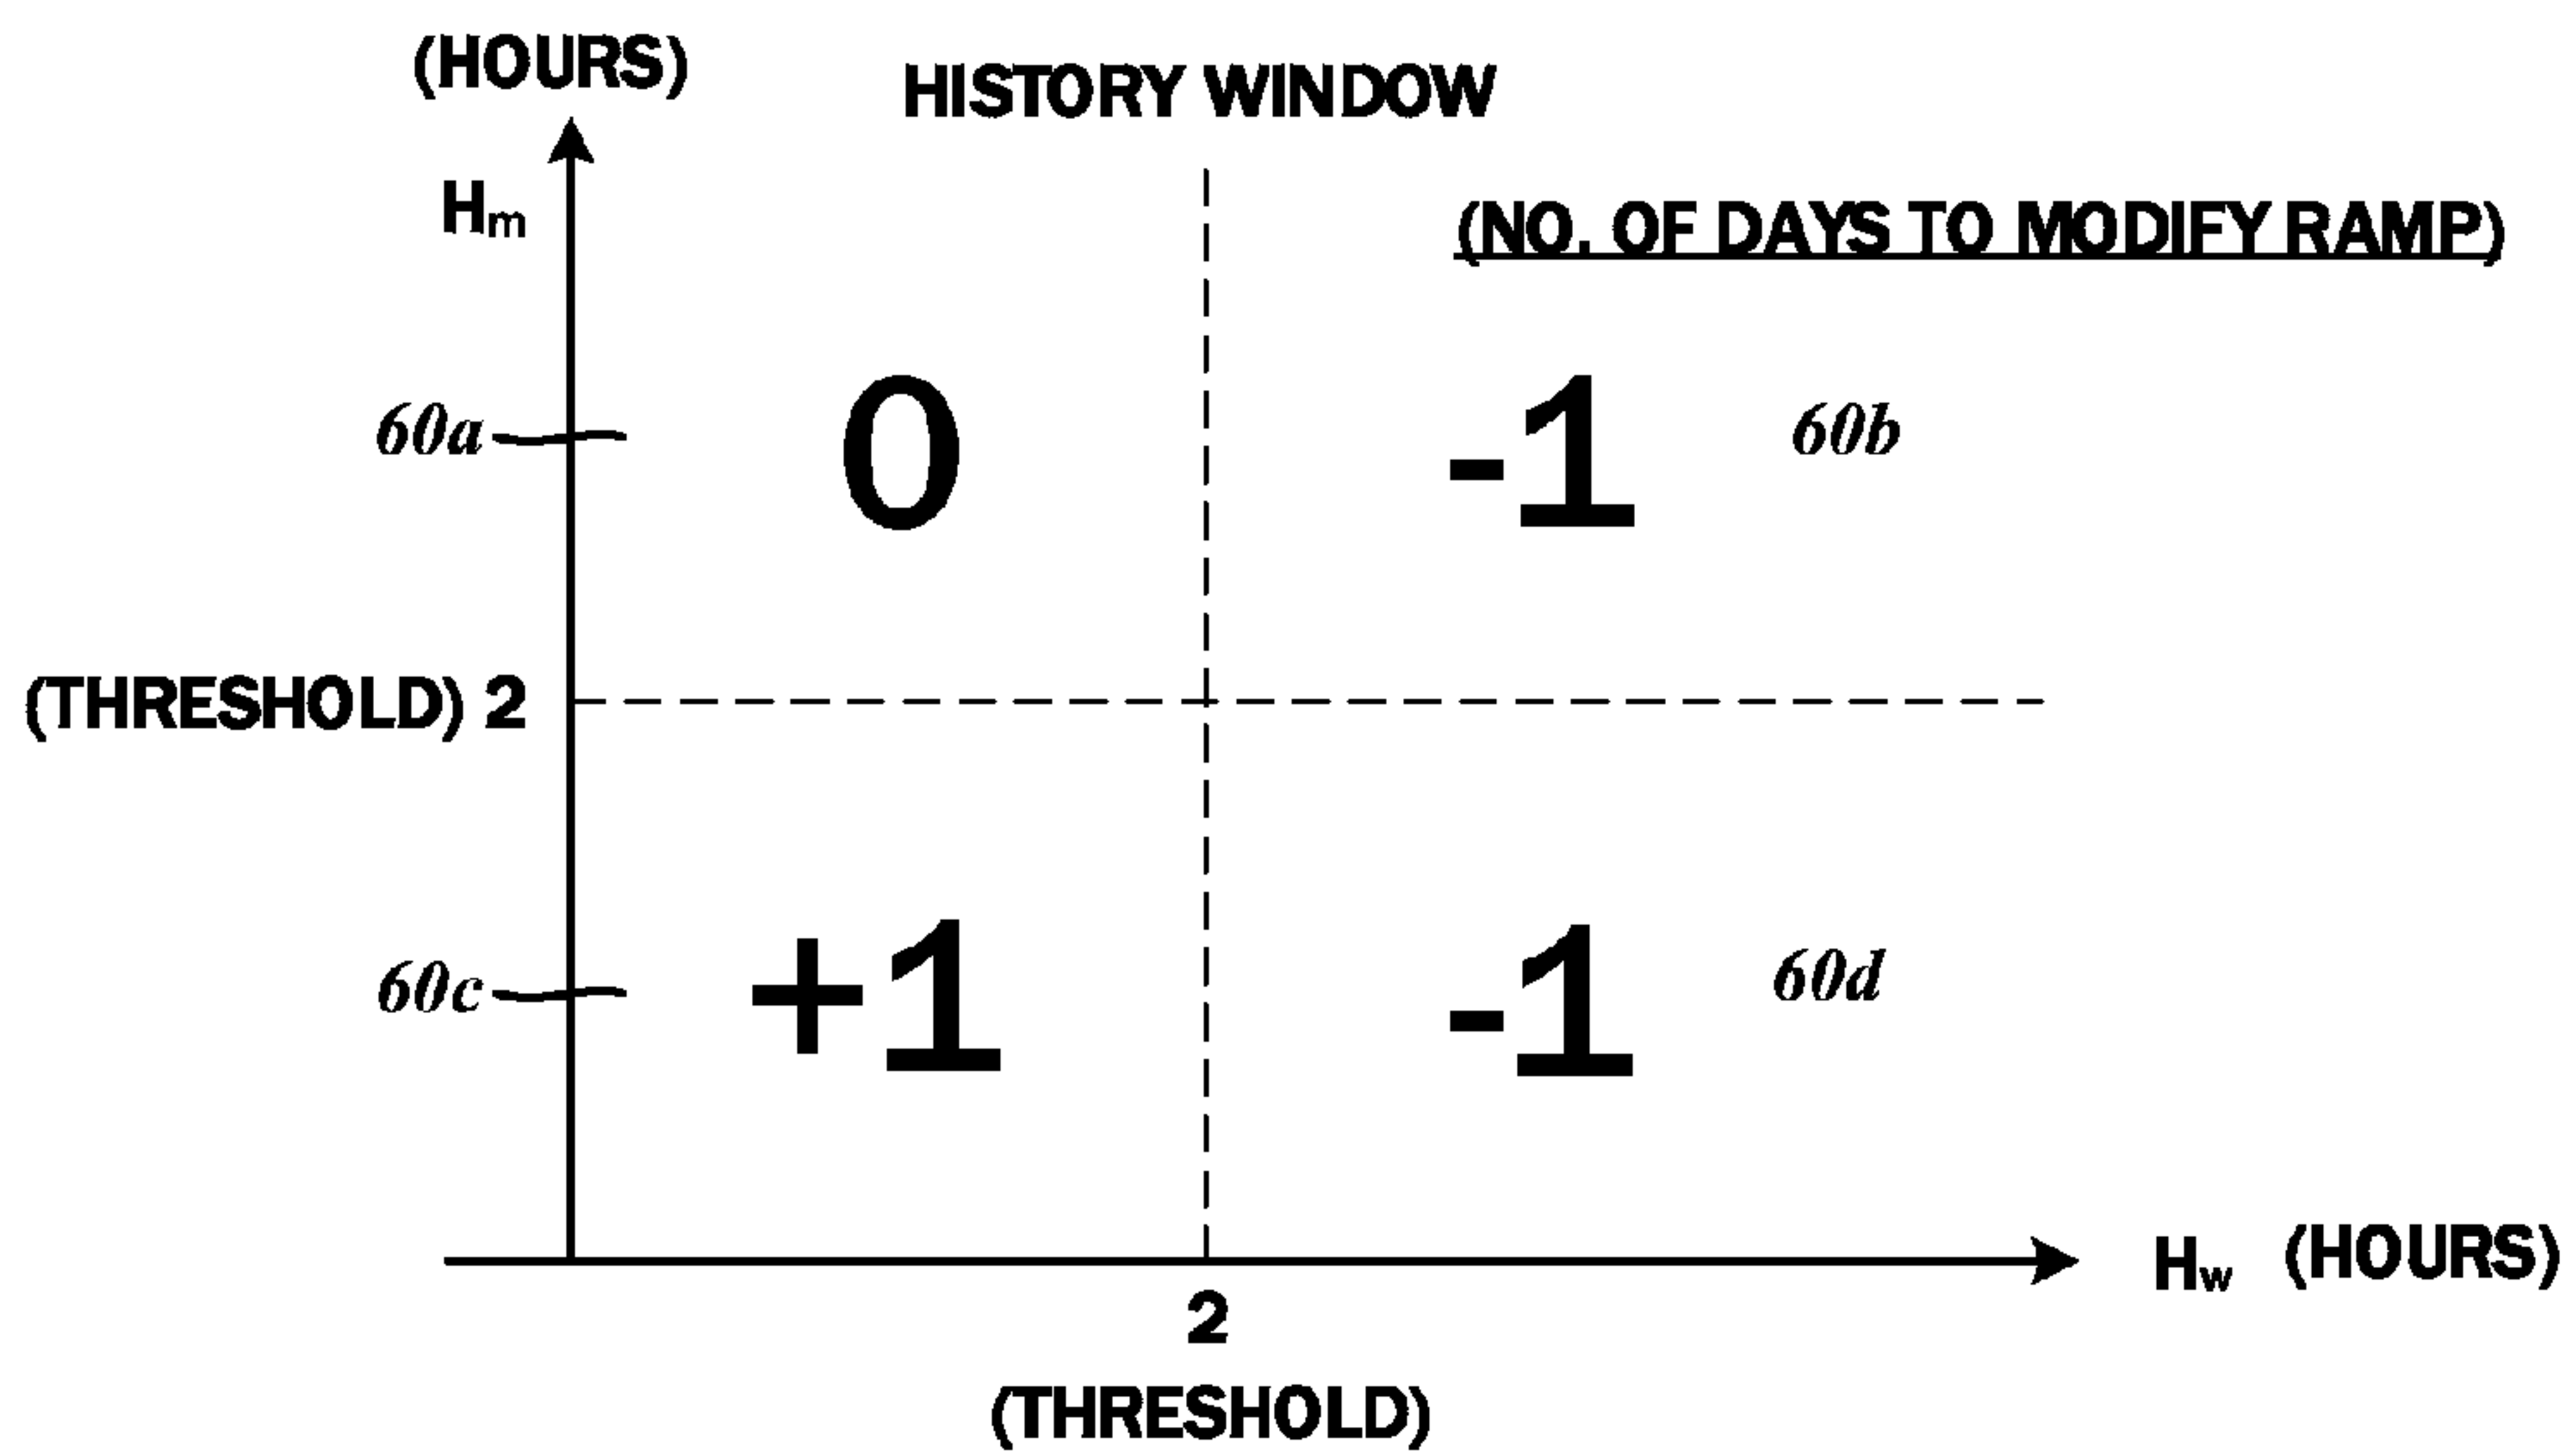 (HOURS)
HISTORY WINDOW
Hm
(NO. OF DAYS TO MODIFY RAMP)
60a
0
-1
60b
(THRESHOLD) 2
60c
+1
-1
60d
Hw (HOURS)
2
(THRESHOLD)